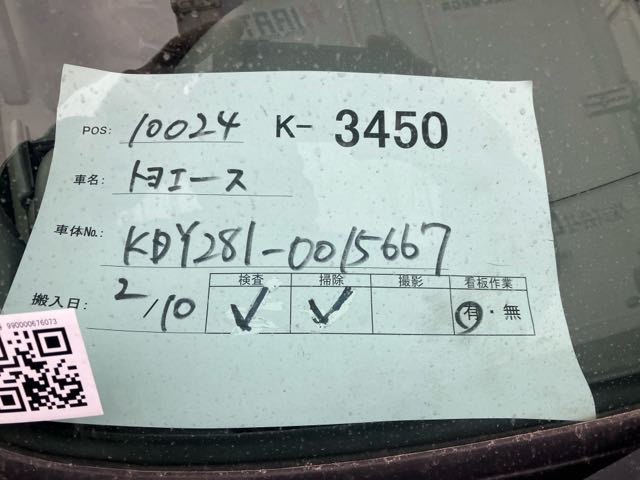 POS: 10024 K- 3450
車名: トヨエース
車体No.: KDY281-0015667
搬入日: 2/10
検査 掃除 撮影 看板作業
✓ ✓ 有・無
990000676073